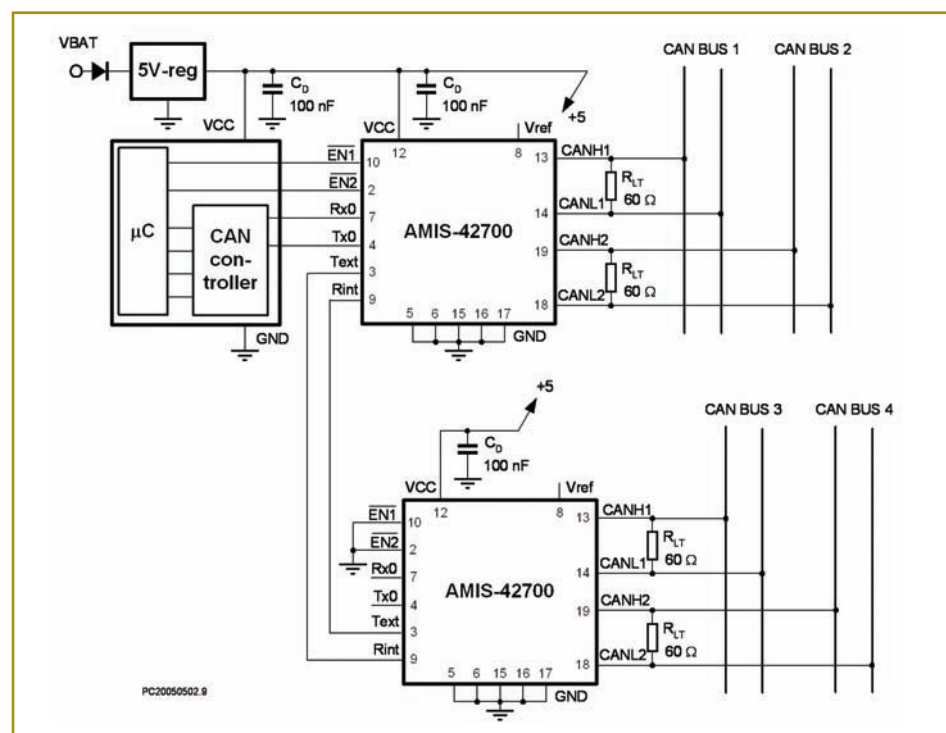 VBAT
5V-reg
CD
100 nF
CD
100 nF
+5
CAN BUS 1
CAN BUS 2
VCC
VCC
Vref
12
8
µC
CAN
con-
troller
GND
EN1
10
EN2
2
Rx0
7
Tx0
4
Text
3
Rint
9
AMIS-42700
13
CANH1
RLT
60 Ω
14
CANL1
19
CANH2
RLT
60 Ω
18
CANL2
5
6
15
16
17
GND
+5
CAN BUS 3
CAN BUS 4
CD
100 nF
VCC
Vref
12
8
EN1
10
EN2
2
Rx0
7
Tx0
4
Text
3
Rint
9
AMIS-42700
13
CANH1
RLT
60 Ω
14
CANL1
19
CANH2
RLT
60 Ω
18
CANL2
5
6
15
16
17
GND
PC20050502.9